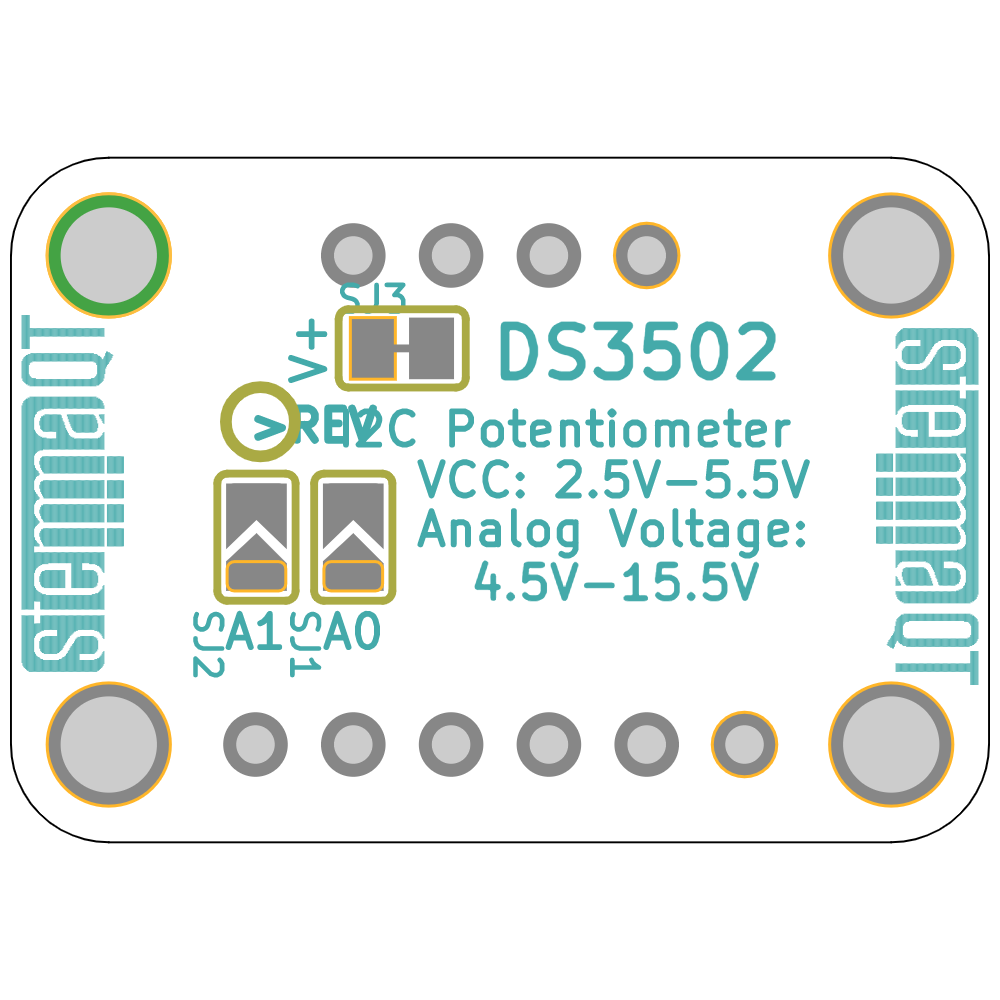 SJ3
V+
DS3502
>REV
I2C Potentiometer
VCC: 2.5V-5.5V
Analog Voltage:
4.5V-15.5V
A1
A0
SJ2
SJ1
stemmaQT
stemmaQT